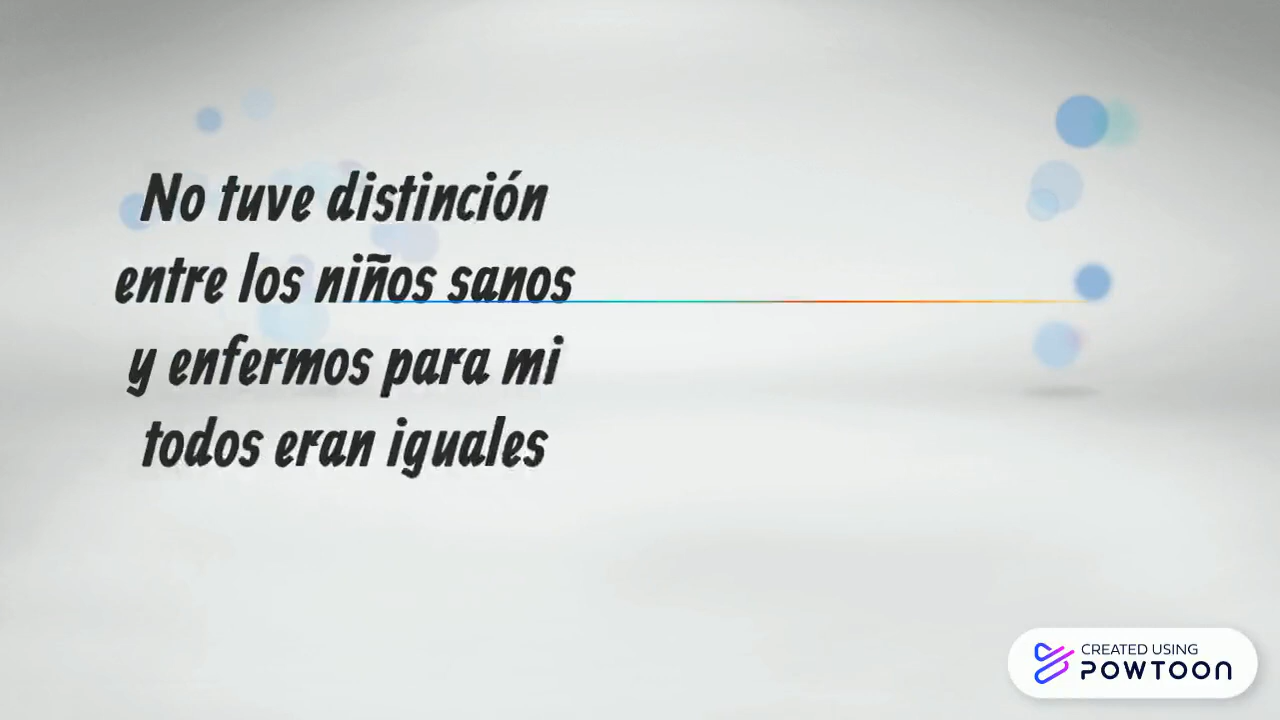 No tuve distinción
entre los niños sanos
y enfermos para mi
todos eran iguales
CREATED USING
POWTOON